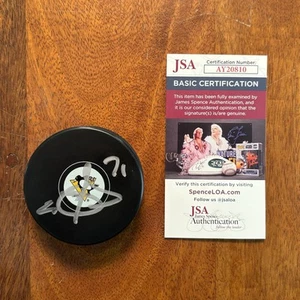 71
JSA
Certification Number
AY20810
BASIC CERTIFICATION
This item has been fully examined by
James Spence Authentication, and it
is our considered opinion that the
signature(s) is/are genuine.
Verify this certification by visiting
SpenceLOA.com
Follow us @jsaloa
JSA
Authentication